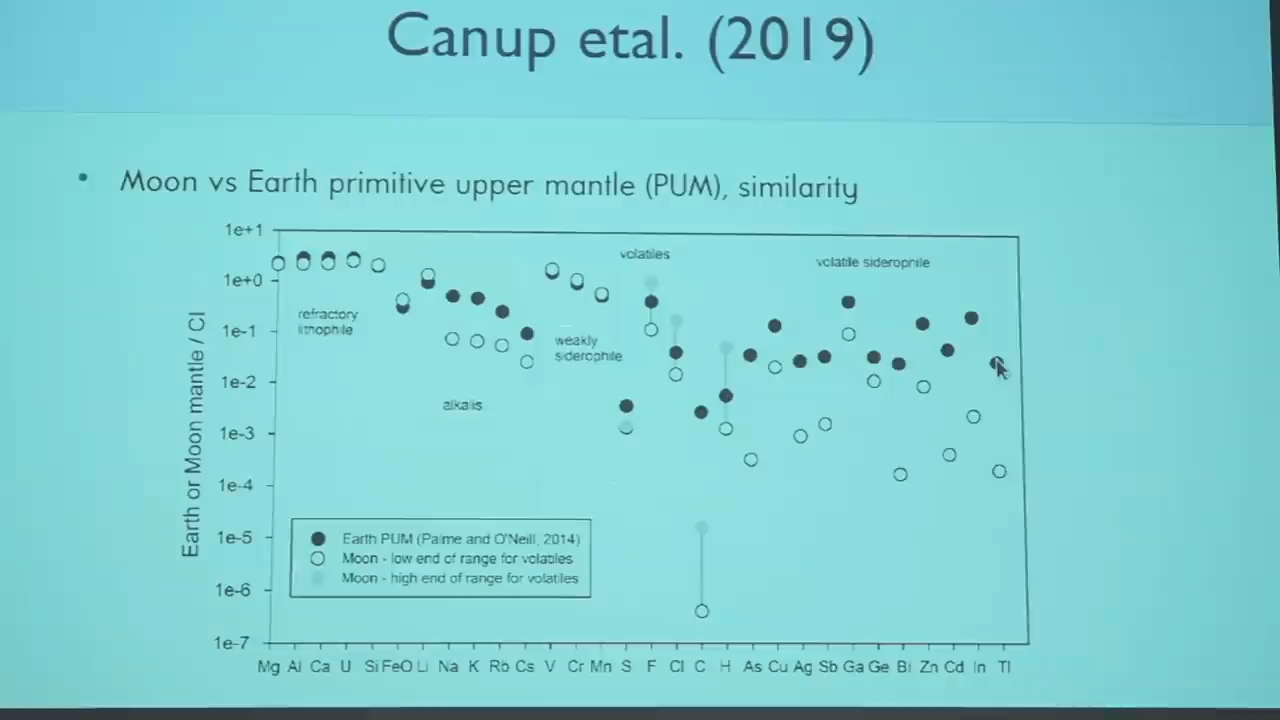 Canup etal. (2019)
• Moon vs Earth primitive upper mantle (PUM), similarity
1e+1
1e+0
1e-1
1e-2
1e-3
1e-4
1e-5
1e-6
1e-7
Earth or Moon mantle / CI
refractory
lithophile
alkalis
weakly
siderophile
volatiles
volatile siderophile
Earth PUM (Palme and O'Neill, 2014)
Moon - low end of range for volatiles
Moon - high end of range for volatiles
Mg Al Ca U Si FeO Li Na K Rb Cs V Cr Mn S F Cl C H As Cu Ag Sb Ga Ge Bi Zn Cd In Tl